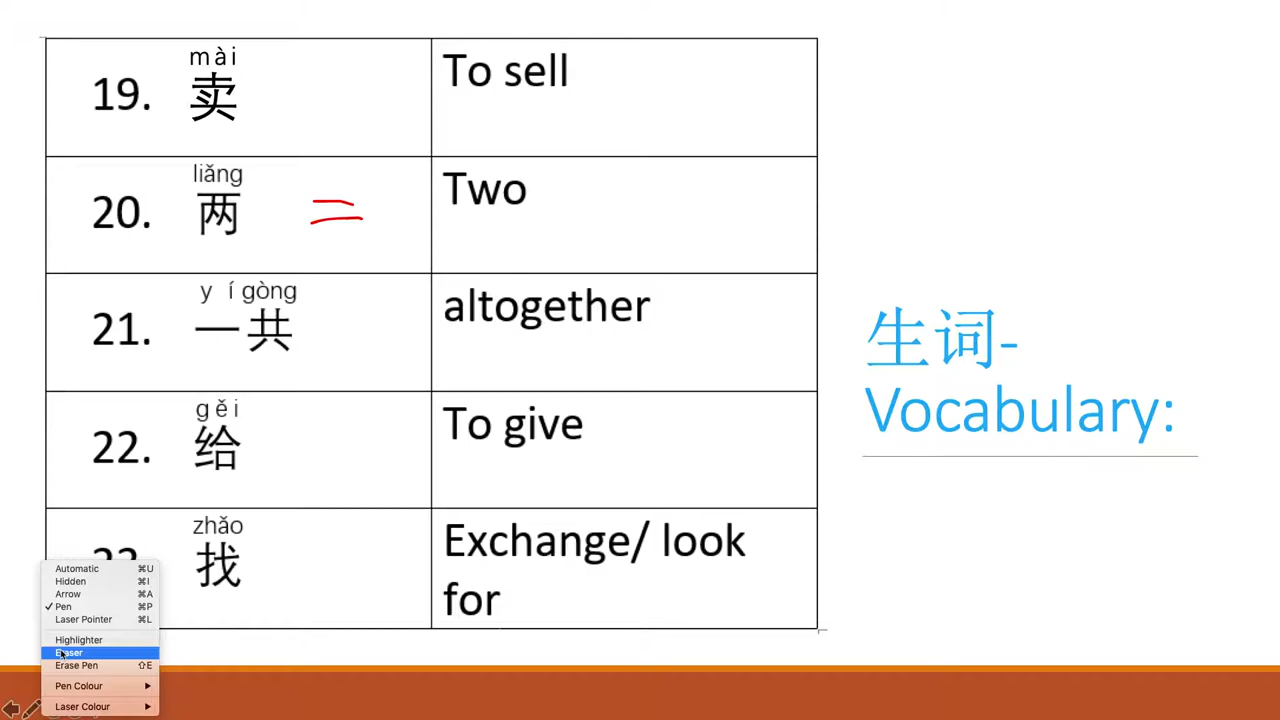 mài
19. 卖
To sell
liǎng
20. 两 二
Two
yígòng
21. 一共
altogether
gěi
22. 给
To give
zhǎo
23. 找
Exchange/ look
for
生词-
Vocabulary:
Automatic ⌘U
Hidden ⌘I
Arrow ⌘A
✓ Pen ⌘P
Laser Pointer ⌘L
Highlighter
Eraser
Erase Pen ⇧E
Pen Colour
Laser Colour